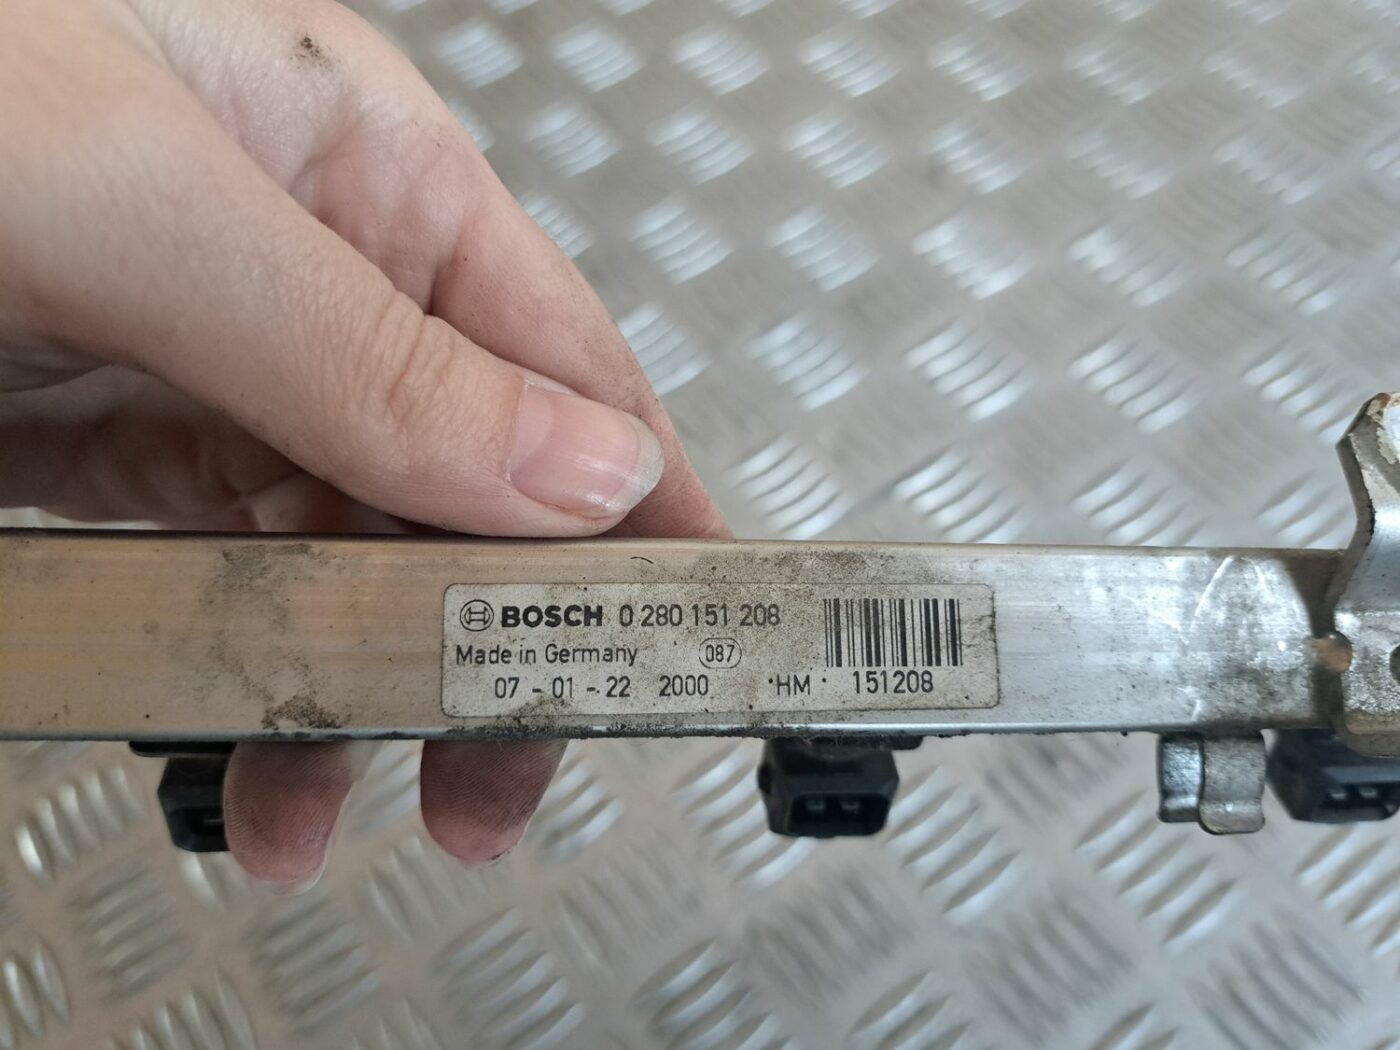 BOSCH 0 280 151 208
Made in Germany 087
07 - 01 - 22 2000 HM 151208